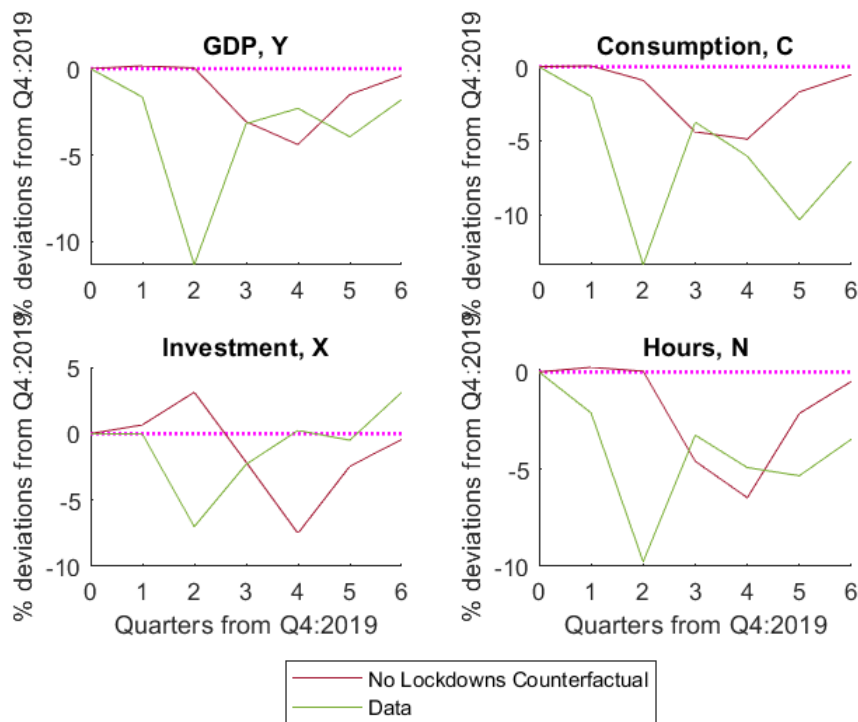 GDP, Y
% deviations from Q4:2019
0
-5
-10
0 1 2 3 4 5 6
Consumption, C
% deviations from Q4:2019
0
-5
-10
0 1 2 3 4 5 6
Investment, X
% deviations from Q4:2019
5
0
-5
-10
0 1 2 3 4 5 6
Quarters from Q4:2019
Hours, N
% deviations from Q4:2019
0
-5
-10
0 1 2 3 4 5 6
Quarters from Q4:2019
No Lockdowns Counterfactual
Data